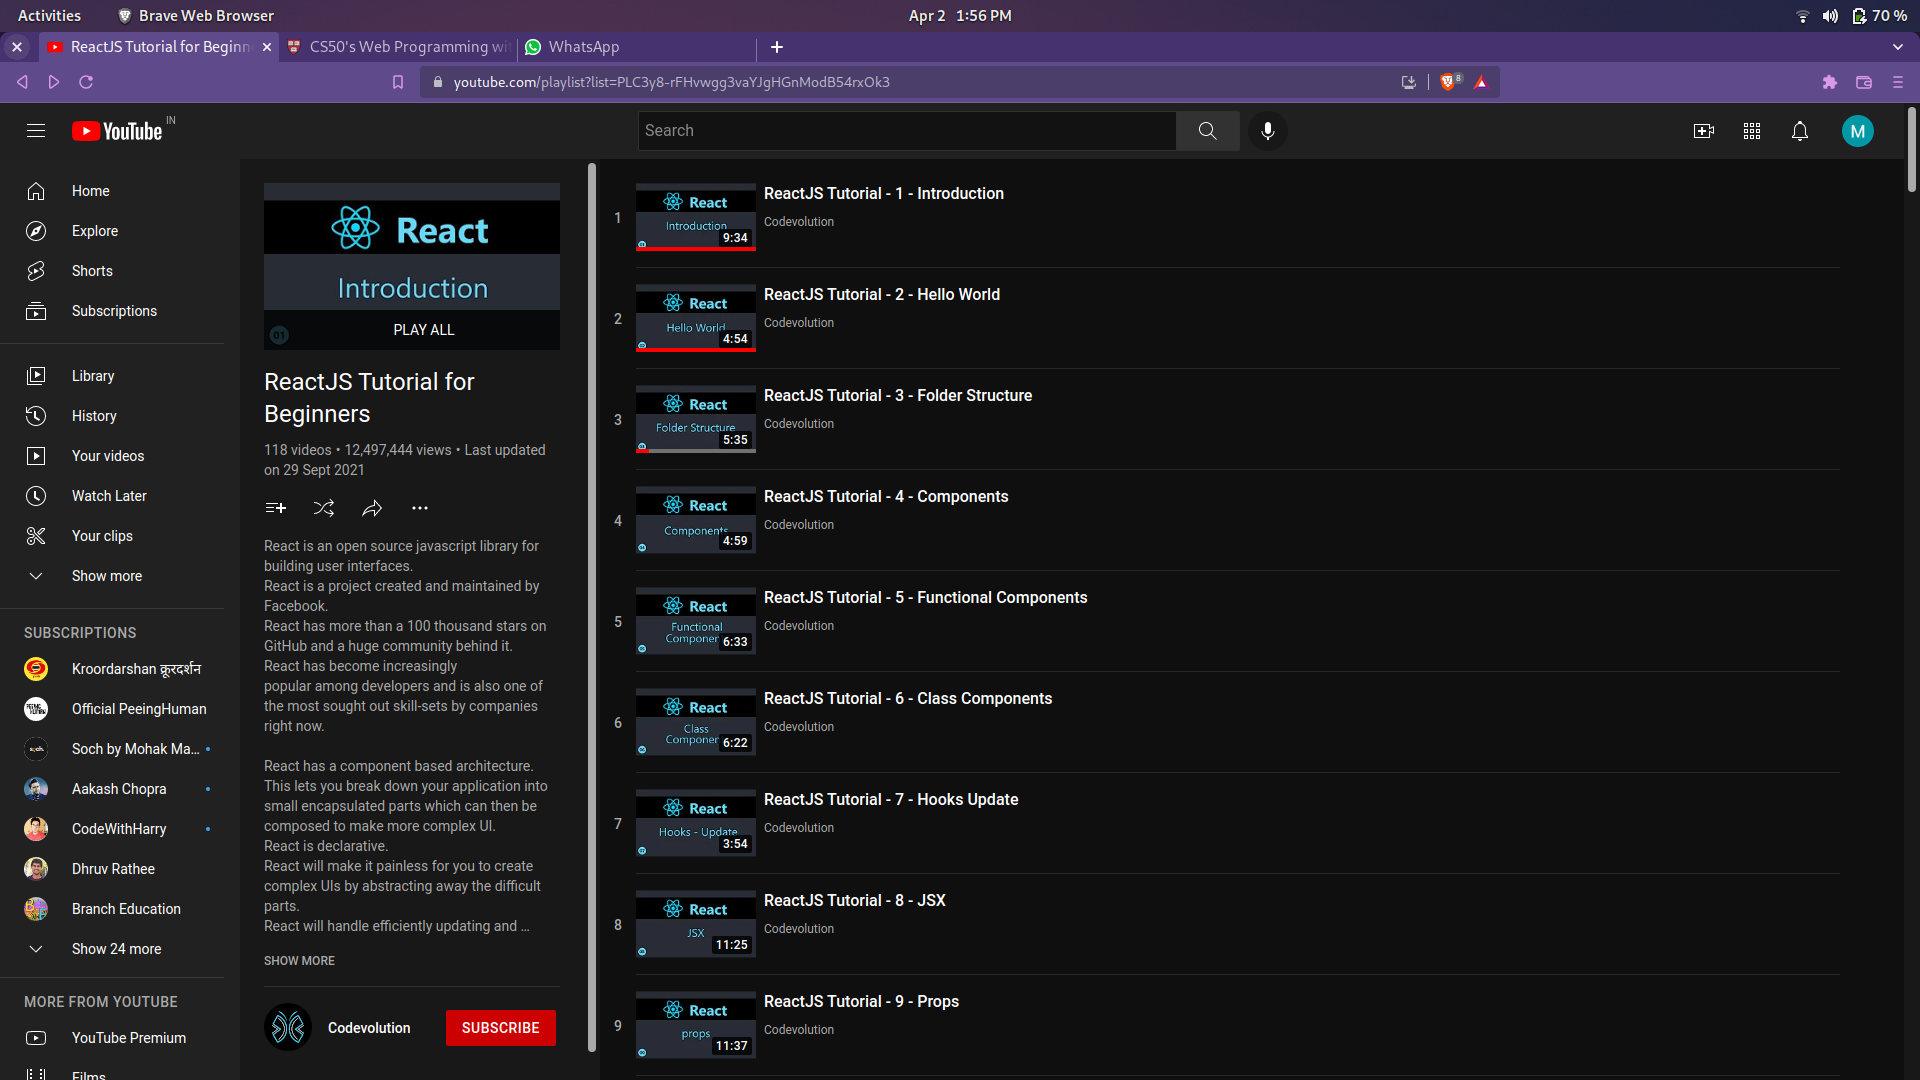 Activities
Brave Web Browser
Apr 2 1:56 PM
70 %
ReactJS Tutorial for Beginn
CS50's Web Programming wi
WhatsApp
youtube.com/playlist?list=PLC3y8-rFHvwgg3vaYJgHGnModB54rxOk3
8
YouTube IN
Search
M
Home
Explore
Shorts
Subscriptions
Library
History
Your videos
Watch Later
Your clips
Show more
SUBSCRIPTIONS
Kroordarshan क्रूरदर्शन
Official PeeingHuman
Soch by Mohak Ma...
Aakash Chopra
CodeWithHarry
Dhruv Rathee
Branch Education
Show 24 more
MORE FROM YOUTUBE
YouTube Premium
Films
React
Introduction
01
PLAY ALL
ReactJS Tutorial for
Beginners
118 videos • 12,497,444 views • Last updated
on 29 Sept 2021
React is an open source javascript library for
building user interfaces.
React is a project created and maintained by
Facebook.
React has more than a 100 thousand stars on
GitHub and a huge community behind it.
React has become increasingly
popular among developers and is also one of
the most sought out skill-sets by companies
right now.
React has a component based architecture.
This lets you break down your application into
small encapsulated parts which can then be
composed to make more complex UI.
React is declarative.
React will make it painless for you to create
complex UIs by abstracting away the difficult
parts.
React will handle efficiently updating and ...
SHOW MORE
Codevolution
SUBSCRIBE
1
React
Introduction
9:34
ReactJS Tutorial - 1 - Introduction
Codevolution
2
React
Hello World
4:54
ReactJS Tutorial - 2 - Hello World
Codevolution
3
React
Folder Structure
5:35
ReactJS Tutorial - 3 - Folder Structure
Codevolution
4
React
Components
4:59
ReactJS Tutorial - 4 - Components
Codevolution
5
React
Functional
Componen
6:33
ReactJS Tutorial - 5 - Functional Components
Codevolution
6
React
Class
Componen
6:22
ReactJS Tutorial - 6 - Class Components
Codevolution
7
React
Hooks - Update
3:54
ReactJS Tutorial - 7 - Hooks Update
Codevolution
8
React
JSX
11:25
ReactJS Tutorial - 8 - JSX
Codevolution
9
React
props
11:37
ReactJS Tutorial - 9 - Props
Codevolution